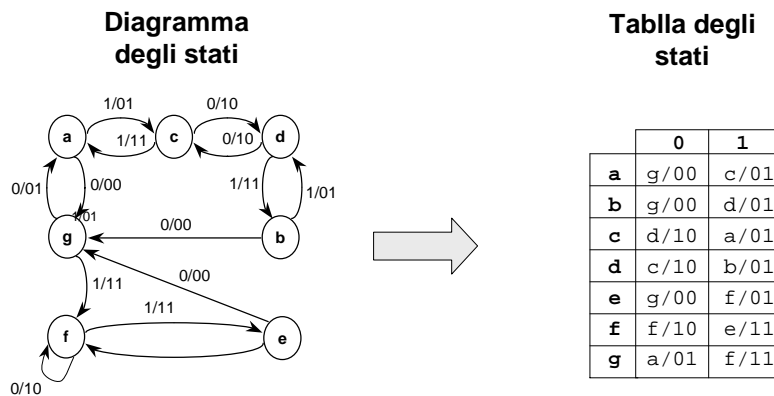 Diagramma
degli stati
Tablla degli
stati
1/01
0/10
a
c
d
1/11
0/10
0/01
0/00
1/11
1/01
1/01
g
0/00
b
1/11
0/00
1/11
f
e
0/10
0 1
a g/00 c/01
b g/00 d/01
c d/10 a/01
d c/10 b/01
e g/00 f/01
f f/10 e/11
g a/01 f/11